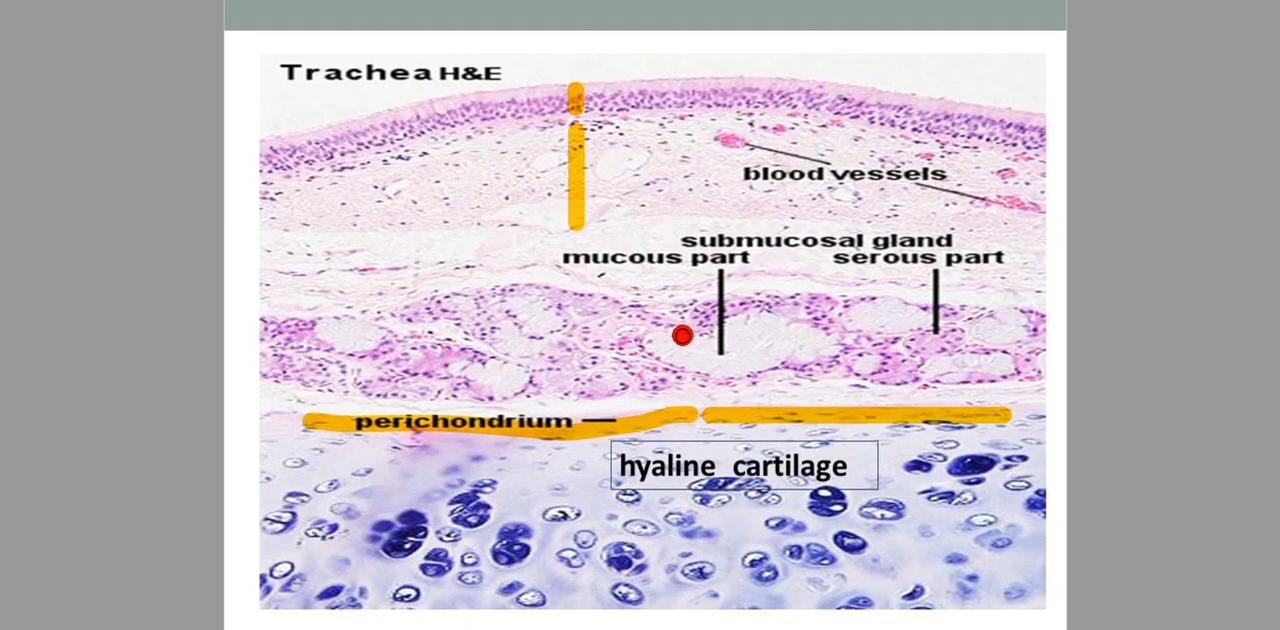 Trachea H&E
blood vessels
submucosal gland
mucous part serous part
perichondrium
hyaline cartilage